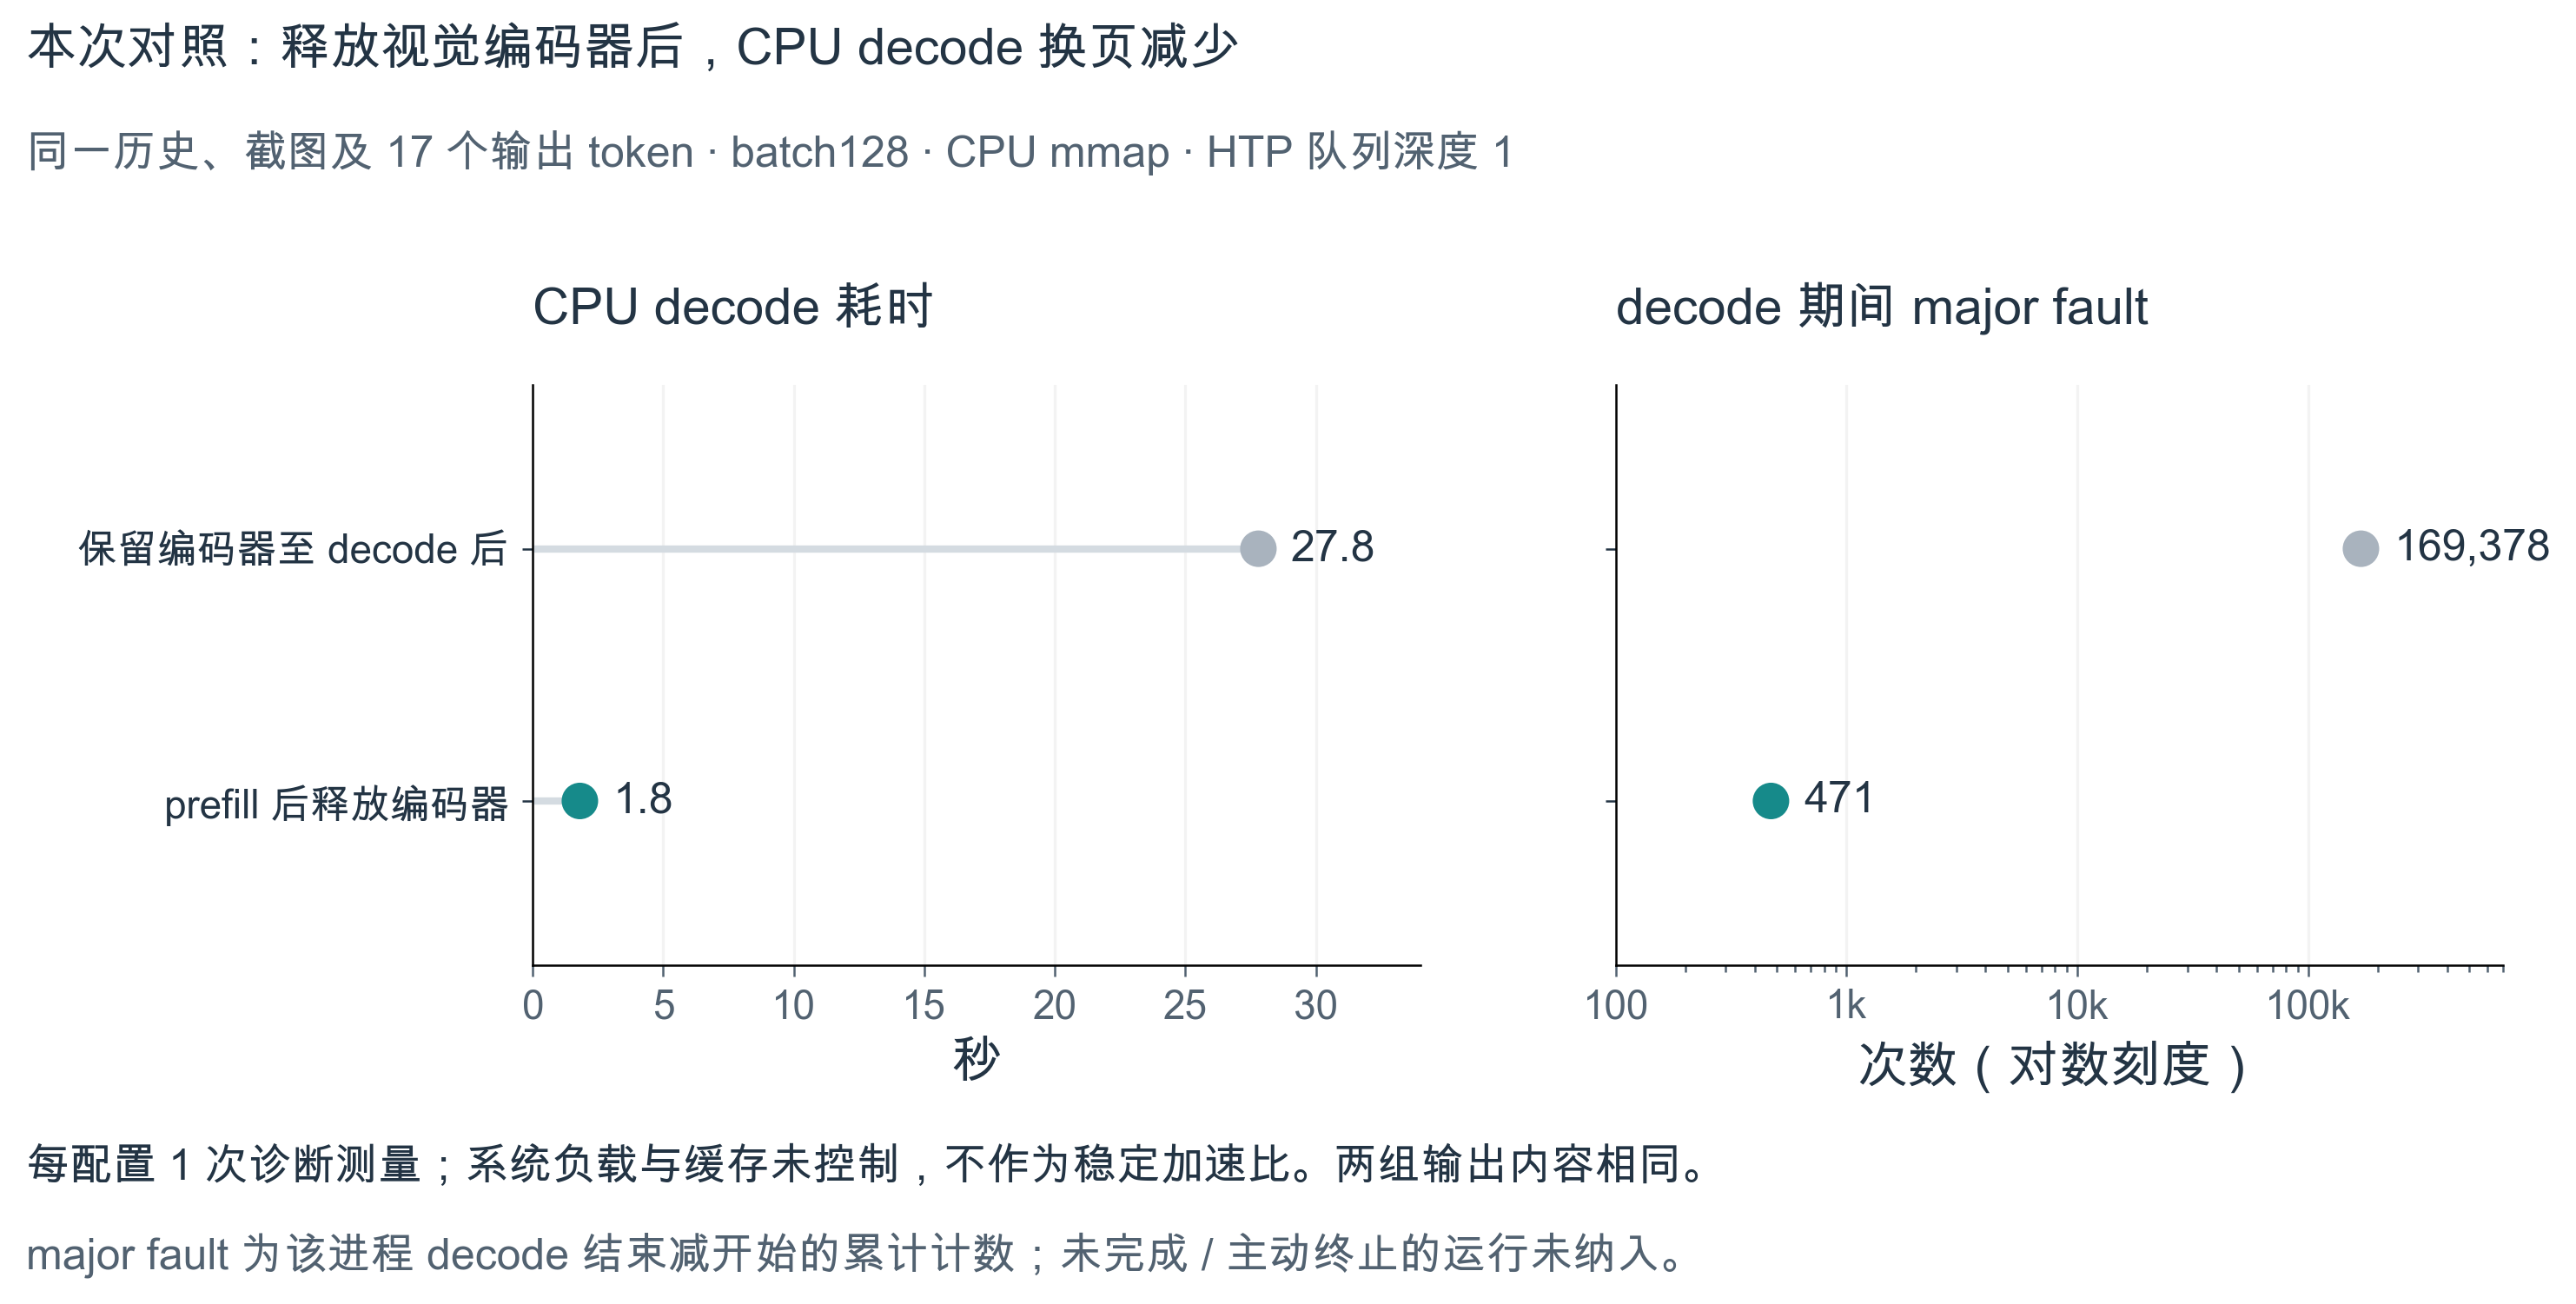 本次对照：释放视觉编码器后，CPU decode 换页减少
同一历史、截图及 17 个输出 token · batch128 · CPU mmap · HTP 队列深度 1
CPU decode 耗时
保留编码器至 decode 后
27.8
prefill 后释放编码器
1.8
0 5 10 15 20 25 30
秒
decode 期间 major fault
169,378
471
100 1k 10k 100k
次数（对数刻度）
每配置 1 次诊断测量；系统负载与缓存未控制，不作为稳定加速比。两组输出内容相同。
major fault 为该进程 decode 结束减开始的累计计数；未完成 / 主动终止的运行未纳入。